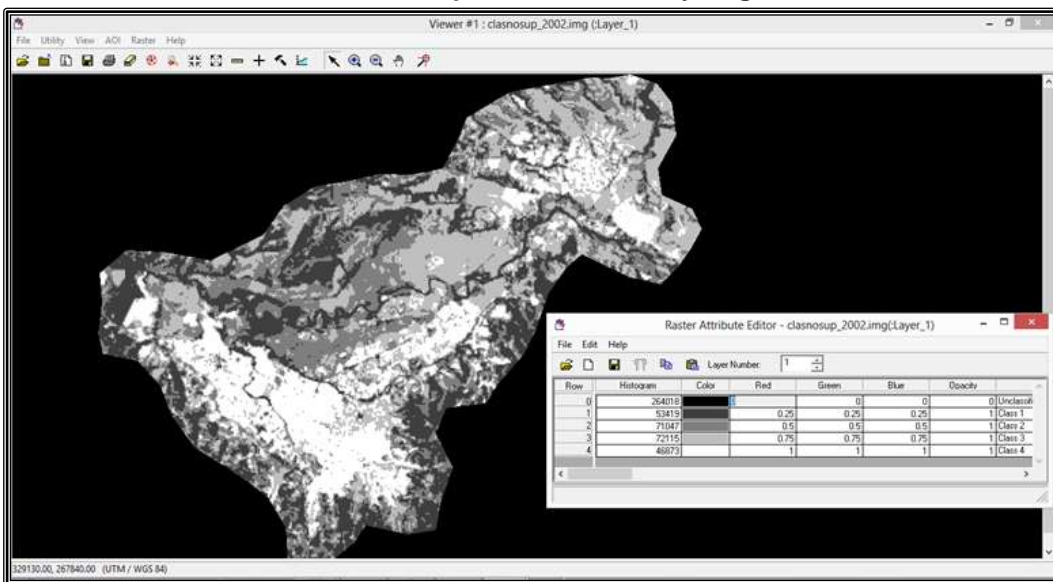 Viewer #1 : clasnosup_2002.img (:Layer_1)
File Utility View AOI Raster Help
Raster Attribute Editor - clasnosup_2002.img(:Layer_1)
File Edit Help
Layer Number: 1
Row Histogram Color Red Green Blue Opacity
0 264018 0 0 0 0 Unclassifi
1 53419 0.25 0.25 0.25 1 Class 1
2 71047 0.5 0.5 0.5 1 Class 2
3 72115 0.75 0.75 0.75 1 Class 3
4 46873 1 1 1 1 Class 4
329130.00, 267840.00 (UTM / WGS 84)